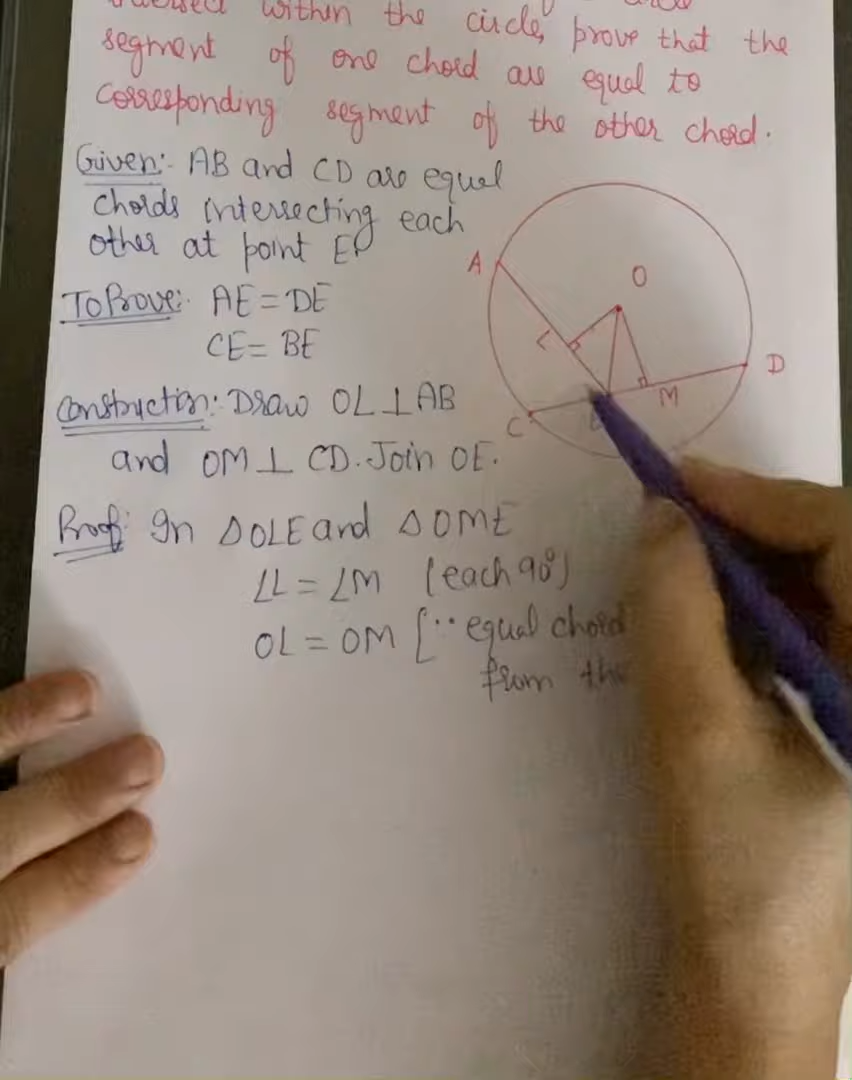 within the circle, prove that the
segment of one chord are equal to
corresponding segment of the other chord.
Given:- AB and CD are equal
chords intersecting each
other at point E
To Prove:- AE = DE
CE = BE
Construction: Draw OL ⊥ AB
and OM ⊥ CD. Join OE.
Proof: In △OLE and △OME
∠L = ∠M (each 90°)
OL = OM [∵ equal chord
from the
A
O
L
D
M
C